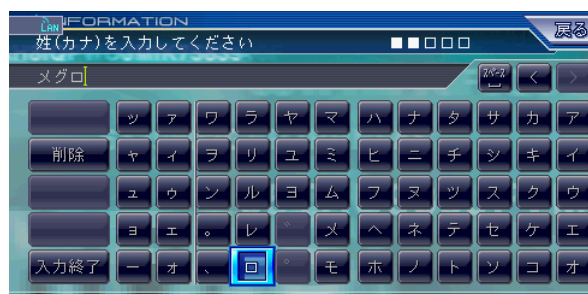 LAN
INFORMATION
戻る
姓(カナ)を入力してください ■■□□□
メグロ
スペース < >
ッ ァ ワ ラ ヤ マ ハ ナ タ サ カ ア
削除 ャ ィ ヲ リ ユ ミ ヒ ニ チ シ キ イ
ュ ゥ ン ル ヨ ム フ ヌ ツ ス ク ウ
ョ ェ 。 レ ゛ メ ヘ ネ テ セ ケ エ
入力終了 ー ォ 、 ロ ゜ モ ホ ノ ト ソ コ オ